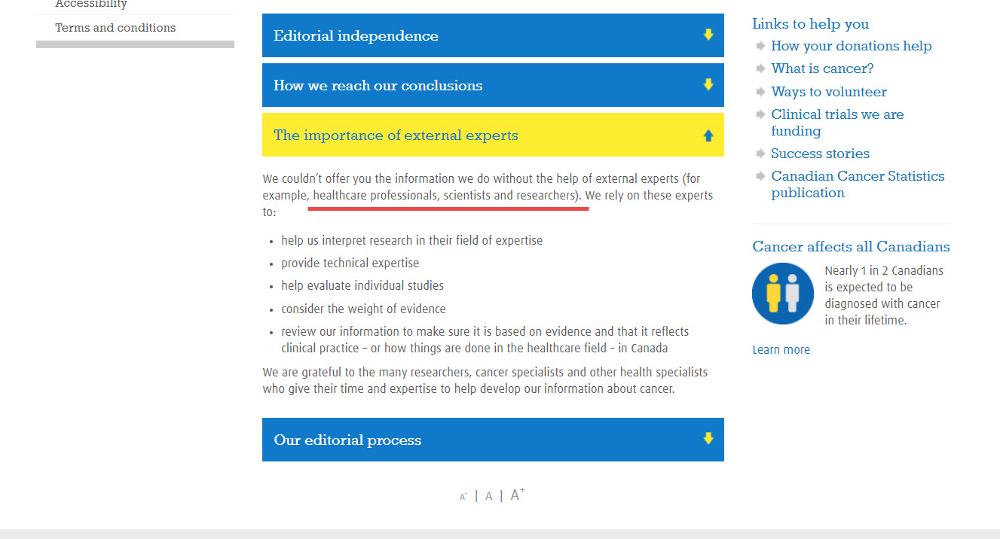 Accessibility
Terms and conditions
Editorial independence
How we reach our conclusions
The importance of external experts
We couldn't offer you the information we do without the help of external experts (for
example, healthcare professionals, scientists and researchers). We rely on these experts
to:
• help us interpret research in their field of expertise
• provide technical expertise
• help evaluate individual studies
• consider the weight of evidence
• review our information to make sure it is based on evidence and that it reflects
clinical practice – or how things are done in the healthcare field – in Canada
We are grateful to the many researchers, cancer specialists and other health specialists
who give their time and expertise to help develop our information about cancer.
Our editorial process
A- | A | A+
Links to help you
How your donations help
What is cancer?
Ways to volunteer
Clinical trials we are
funding
Success stories
Canadian Cancer Statistics
publication
Cancer affects all Canadians
Nearly 1 in 2 Canadians
is expected to be
diagnosed with cancer
in their lifetime.
Learn more